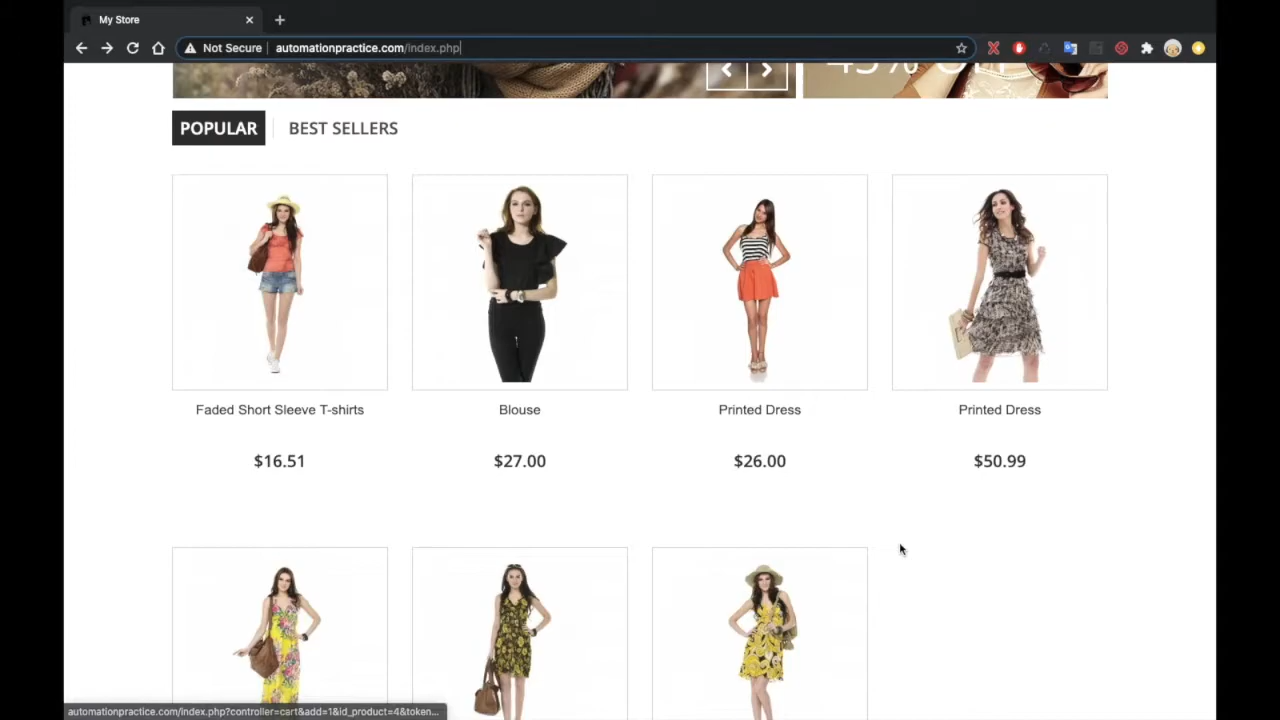 My Store
Not Secure
automationpractice.com/index.php
45% OFF
POPULAR
BEST SELLERS
Faded Short Sleeve T-shirts
Blouse
Printed Dress
Printed Dress
$16.51
$27.00
$26.00
$50.99
automationpractice.com/index.php?controller=cart&add=1&id_product=4&token...